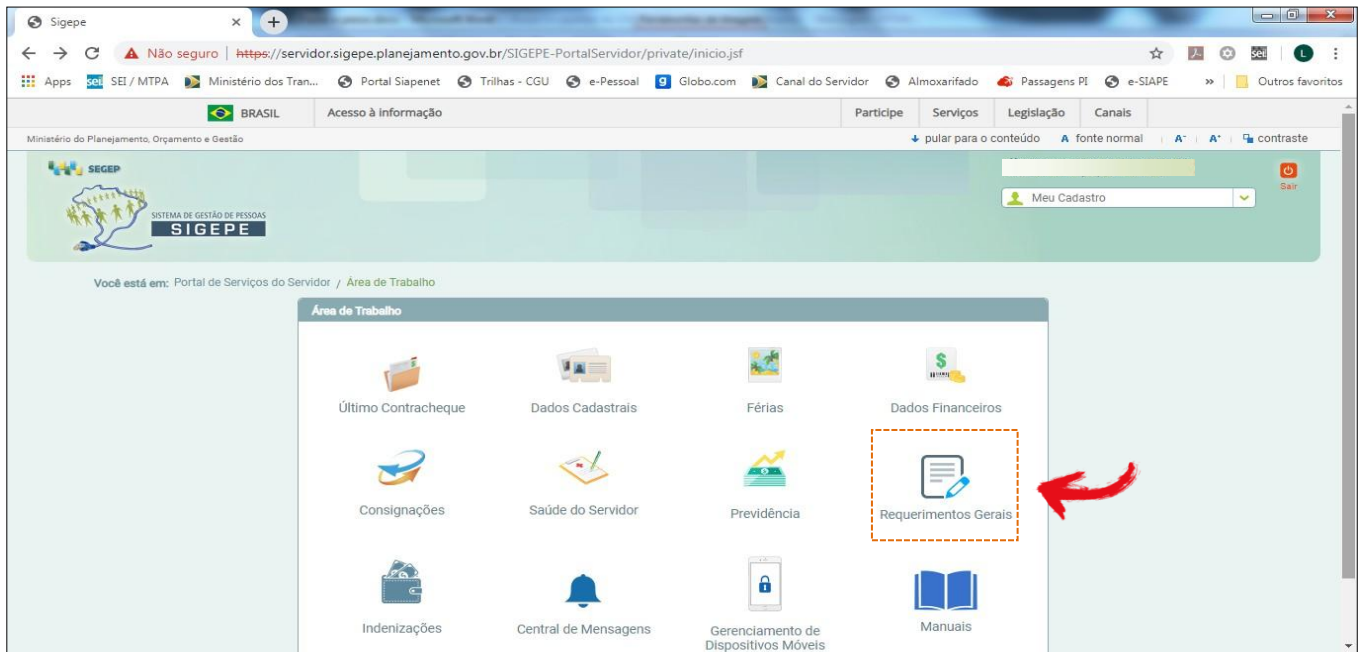 Sigepe
Não seguro | https://servidor.sigepe.planejamento.gov.br/SIGEPE-PortalServidor/private/inicio.jsf
Apps SEI / MTPA Ministério dos Tran... Portal Siapenet Trilhas - CGU e-Pessoal Globo.com Canal do Servidor Almoxarifado Passagens PI e-SIAPE » Outros favoritos
BRASIL Acesso à informação Participe Serviços Legislação Canais
Ministério do Planejamento, Orçamento e Gestão pular para o conteúdo A fonte normal A- A+ contraste
SEGEP
Sair
Meu Cadastro
SISTEMA DE GESTÃO DE PESSOAS
SIGEPE
Você está em: Portal de Serviços do Servidor / Área de Trabalho
Área de Trabalho
Último Contracheque Dados Cadastrais Férias Dados Financeiros
Consignações Saúde do Servidor Previdência Requerimentos Gerais
Indenizações Central de Mensagens Gerenciamento de Dispositivos Móveis Manuais